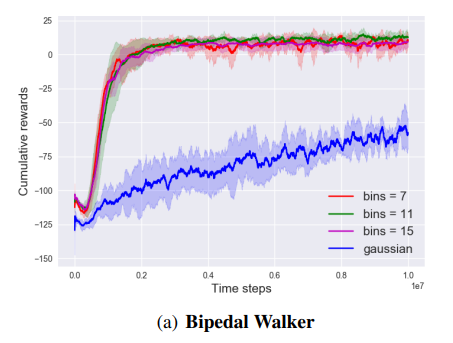 25
0
−25
−50
−75
−100
−125
−150
Cumulative rewards
bins = 7
bins = 11
bins = 15
gaussian
0.0 0.2 0.4 0.6 0.8 1.0
Time steps
1e7
(a) Bipedal Walker